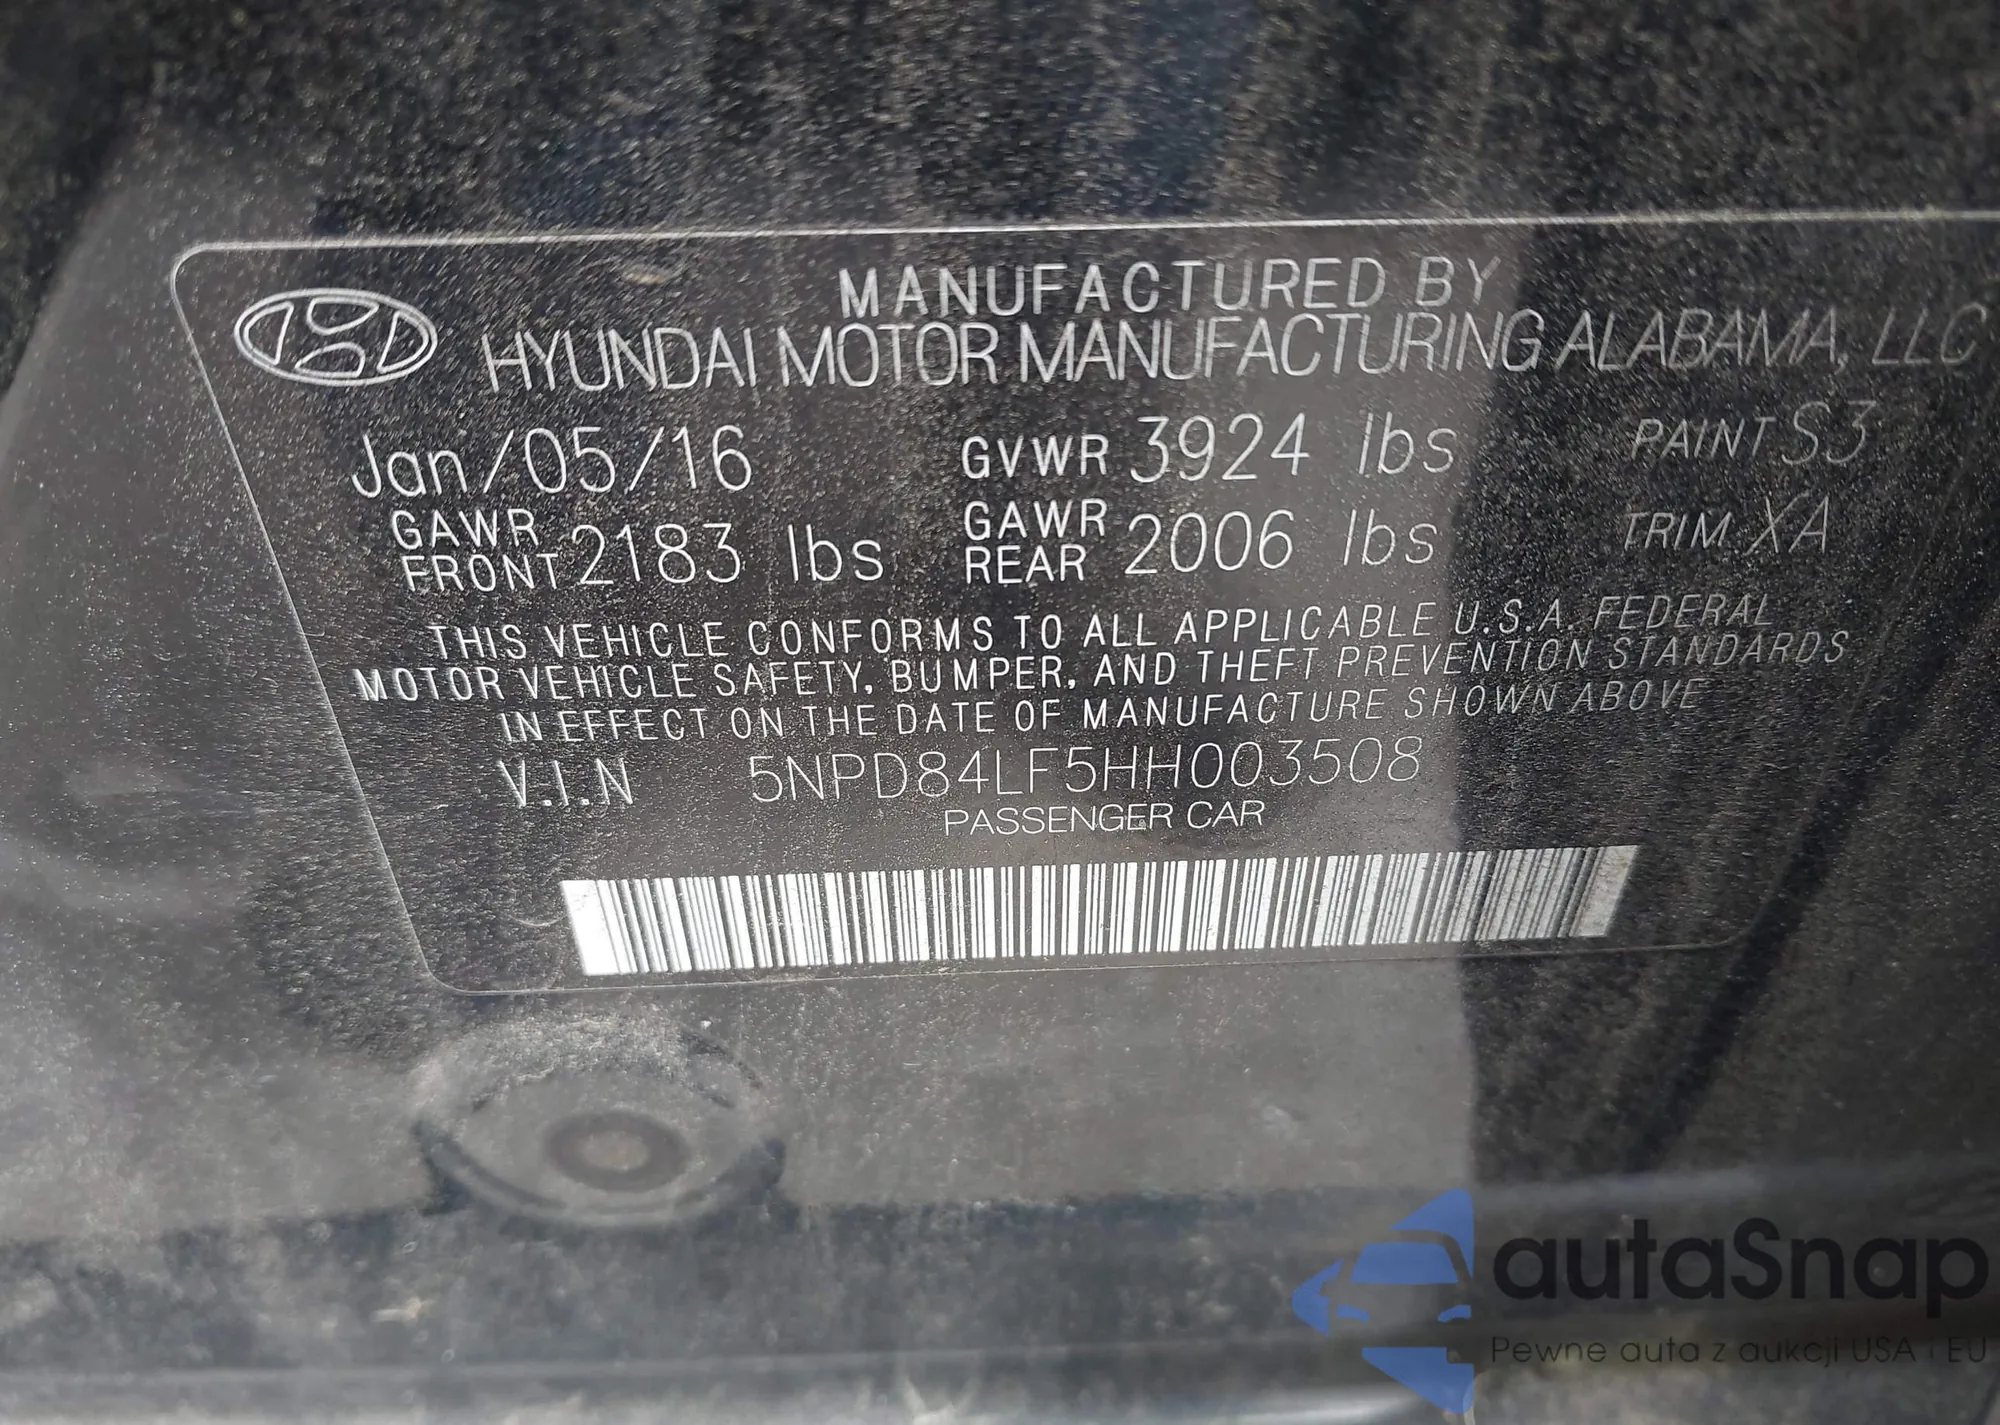 MANUFACTURED BY
HYUNDAI MOTOR MANUFACTURING ALABAMA, LLC
Jan/05/16 GVWR 3924 lbs PAINT S3
GAWR FRONT 2183 lbs GAWR REAR 2006 lbs TRIM XA
THIS VEHICLE CONFORMS TO ALL APPLICABLE U.S.A. FEDERAL
MOTOR VEHICLE SAFETY, BUMPER, AND THEFT PREVENTION STANDARDS
IN EFFECT ON THE DATE OF MANUFACTURE SHOWN ABOVE
V.I.N 5NPD84LF5HH003508
PASSENGER CAR
autaSnap
Pewne auta z aukcji USA i EU